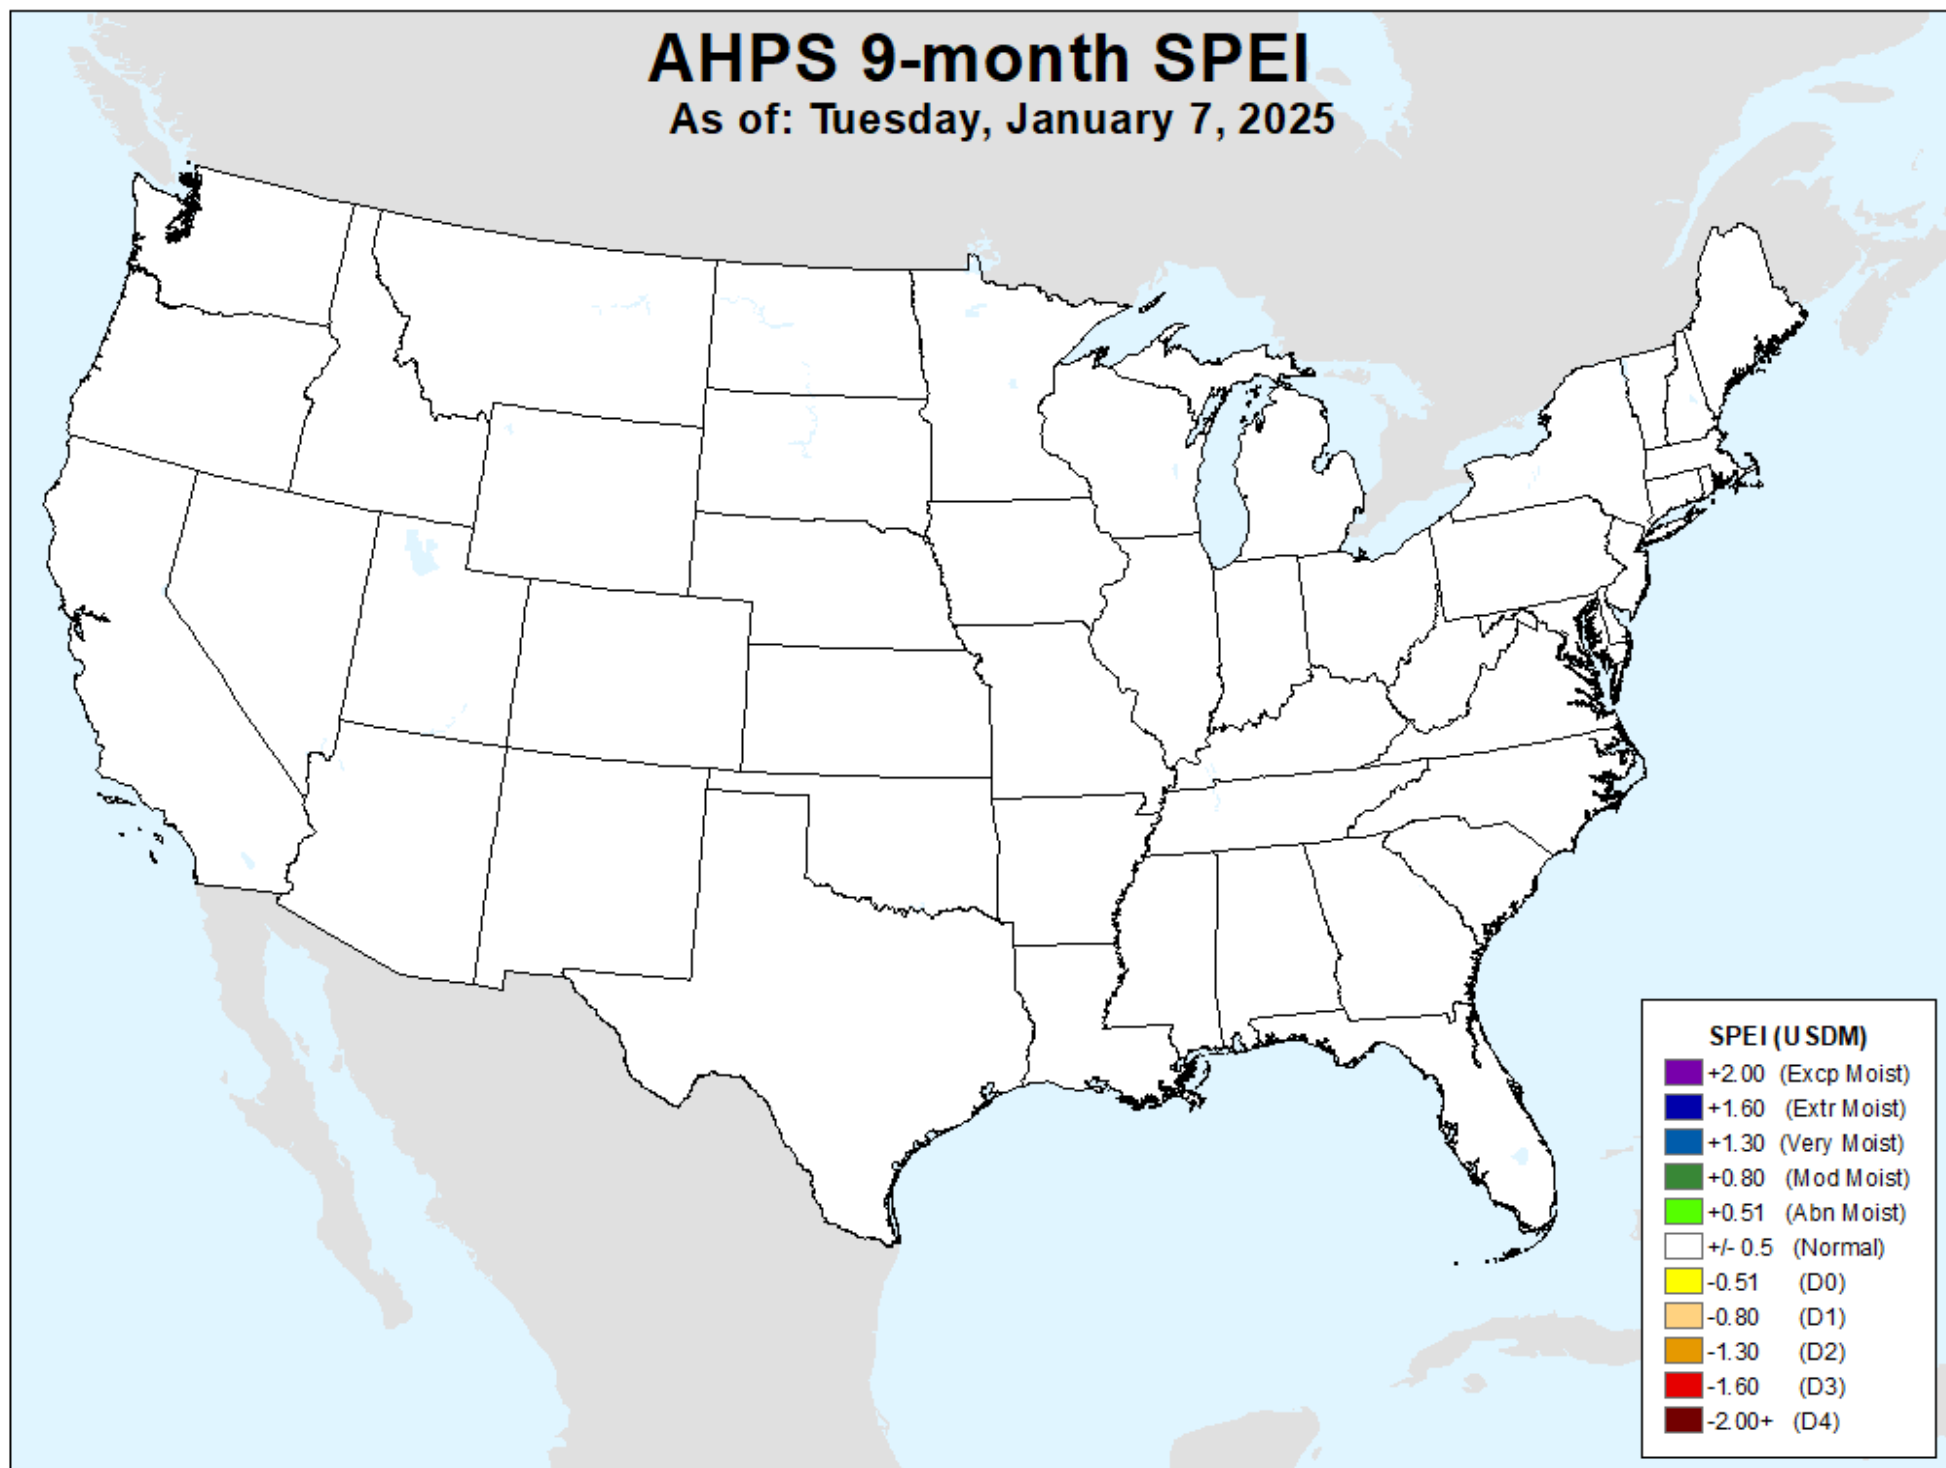 AHPS 9-month SPEI
As of: Tuesday, January 7, 2025
SPEI (USDM)
+2.00 (Excp Moist)
+1.60 (Extr Moist)
+1.30 (Very Moist)
+0.80 (Mod Moist)
+0.51 (Abn Moist)
+/- 0.5 (Normal)
-0.51 (D0)
-0.80 (D1)
-1.30 (D2)
-1.60 (D3)
-2.00+ (D4)